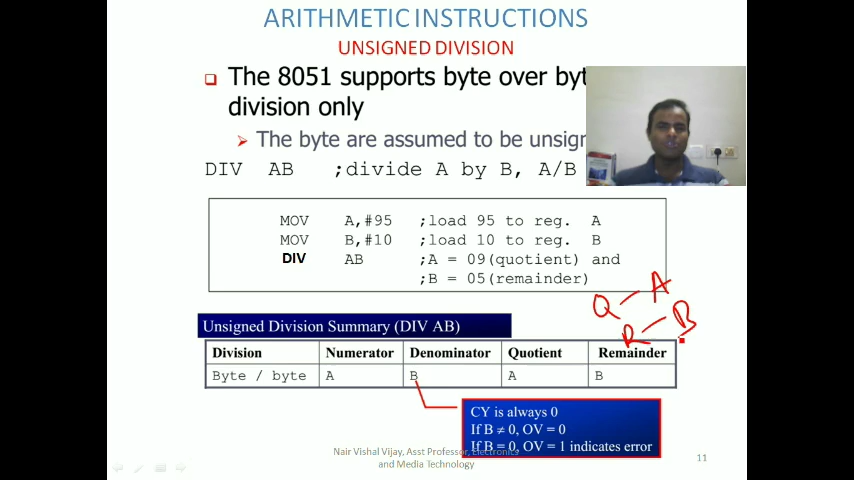 ARITHMETIC INSTRUCTIONS
UNSIGNED DIVISION
The 8051 supports byte over
division only
The byte are assumed to be
DIV AB ;divide A by B, A/B
MOV A,#95 ;load 95 to reg. A
MOV B,#10 ;load 10 to reg. B
DIV AB ;A = 09(quotient) and
;B = 05(remainder)
Q — A
R — B
Unsigned Division Summary (DIV AB)
Division Numerator Denominator Quotient Remainder
Byte / byte A B A B
CY is always 0
If B ≠ 0, OV = 0
If B = 0, OV = 1 indicates error
Nair Vishal Vijay, Asst Professor, Electronics
and Media Technology
11